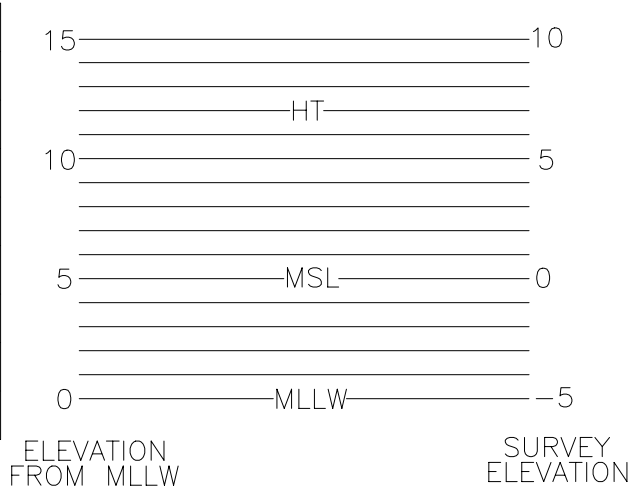 15 10
HT
10 5
5 MSL 0
0 MLLW -5
ELEVATION
FROM MLLW
SURVEY
ELEVATION